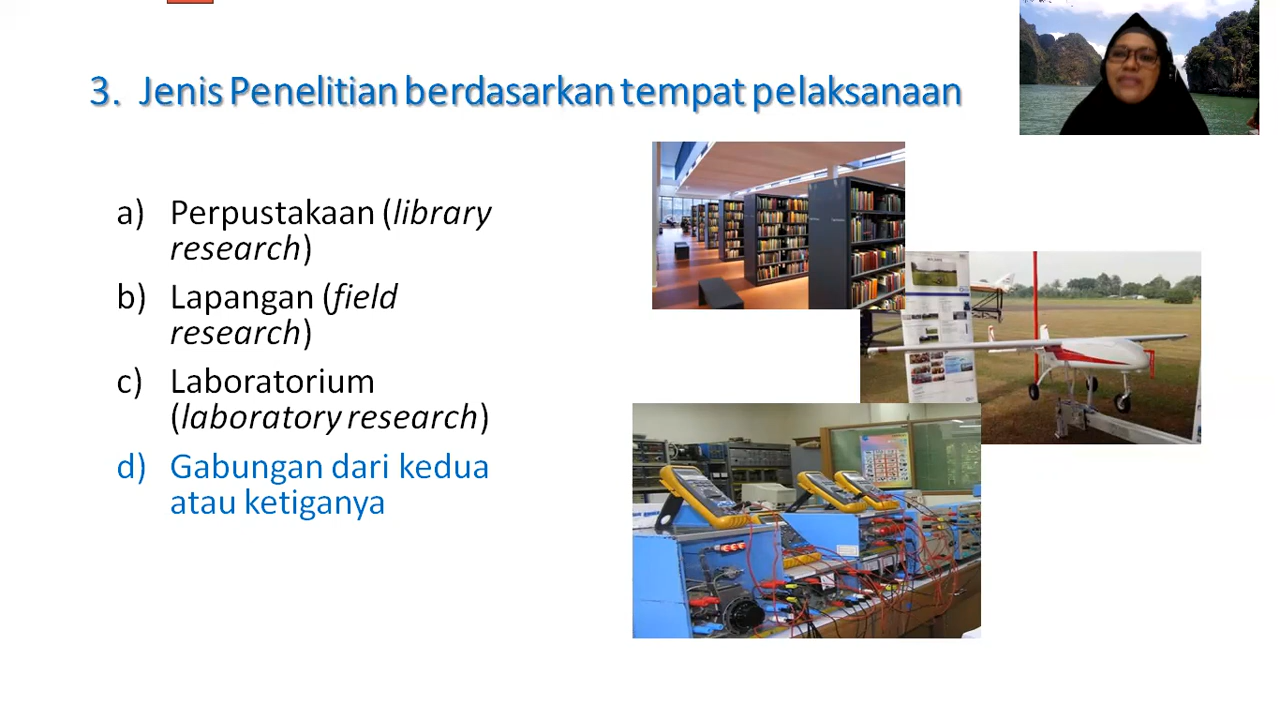 3. Jenis Penelitian berdasarkan tempat pelaksanaan
a) Perpustakaan (library
research)
b) Lapangan (field
research)
c) Laboratorium
(laboratory research)
d) Gabungan dari kedua
atau ketiganya